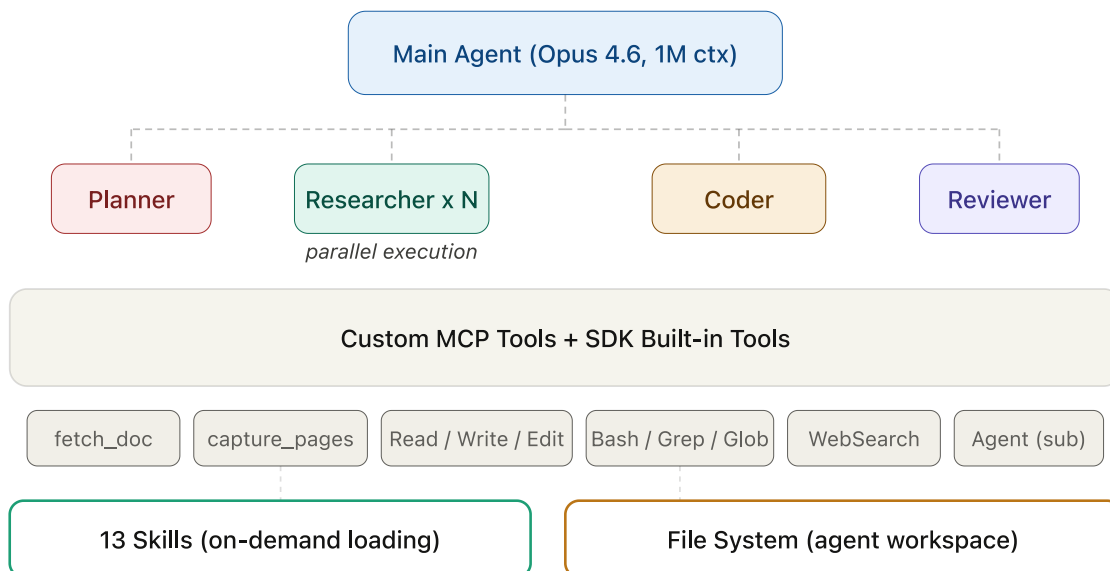 Main Agent (Opus 4.6, 1M ctx)
Planner
Researcher x N
Coder
Reviewer
parallel execution
Custom MCP Tools + SDK Built-in Tools
fetch_doc
capture_pages
Read / Write / Edit
Bash / Grep / Glob
WebSearch
Agent (sub)
13 Skills (on-demand loading)
File System (agent workspace)